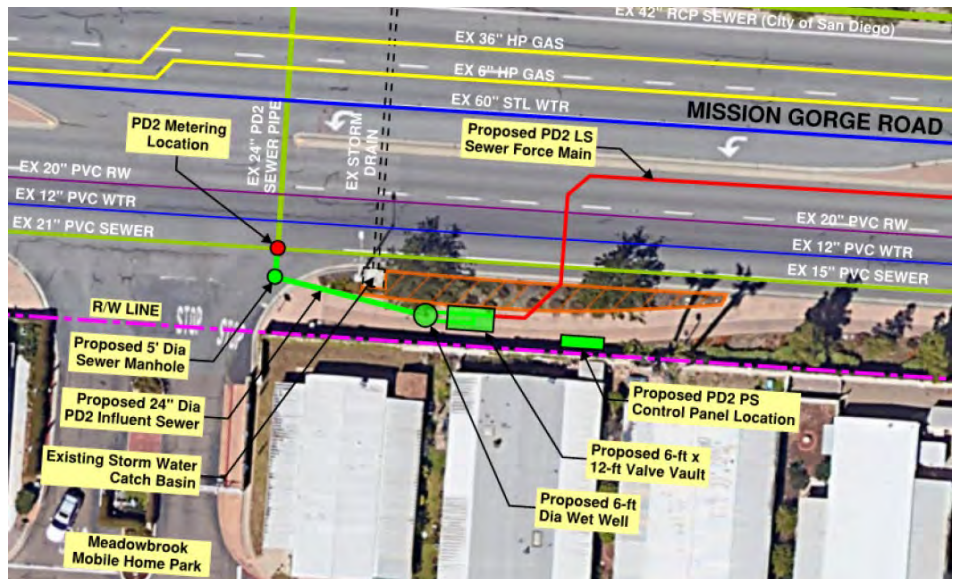 EX 42" RCP SEWER (City of San Diego)
EX 36" HP GAS
EX 6" HP GAS
EX 60" STL WTR
MISSION GORGE ROAD
PD2 Metering
Location
EX 24" PD2
SEWER PIPE
EX STORM
DRAIN
Proposed PD2 LS
Sewer Force Main
EX 20" PVC RW
EX 12" PVC WTR
EX 21" PVC SEWER
EX 20" PVC RW
EX 12" PVC WTR
EX 15" PVC SEWER
R/W LINE
STOP
Proposed 5' Dia
Sewer Manhole
Proposed 24" Dia
PD2 Influent Sewer
Existing Storm Water
Catch Basin
Proposed PD2 PS
Control Panel Location
Proposed 6-ft x
12-ft Valve Vault
Proposed 6-ft
Dia Wet Well
Meadowbrook
Mobile Home Park